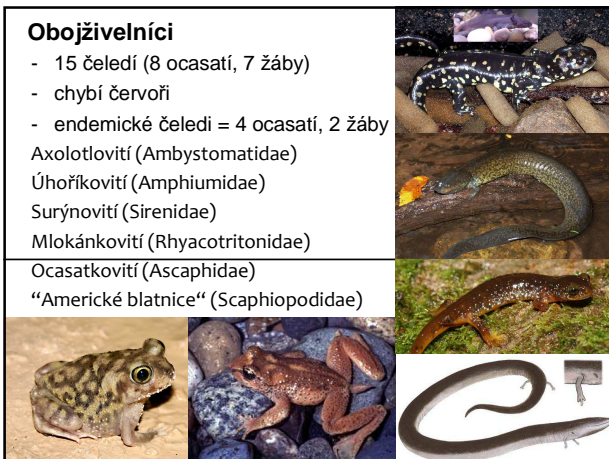 Obojživelníci
- 15 čeledí (8 ocasatí, 7 žáby)
- chybí červoři
- endemické čeledi = 4 ocasatí, 2 žáby
Axolotlovití (Ambystomatidae)
Úhoříkovití (Amphiumidae)
Surýnovití (Sirenidae)
Mlokánkovití (Rhyacotritonidae)
Ocasatkovití (Ascaphidae)
“Americké blatnice“ (Scaphiopodidae)